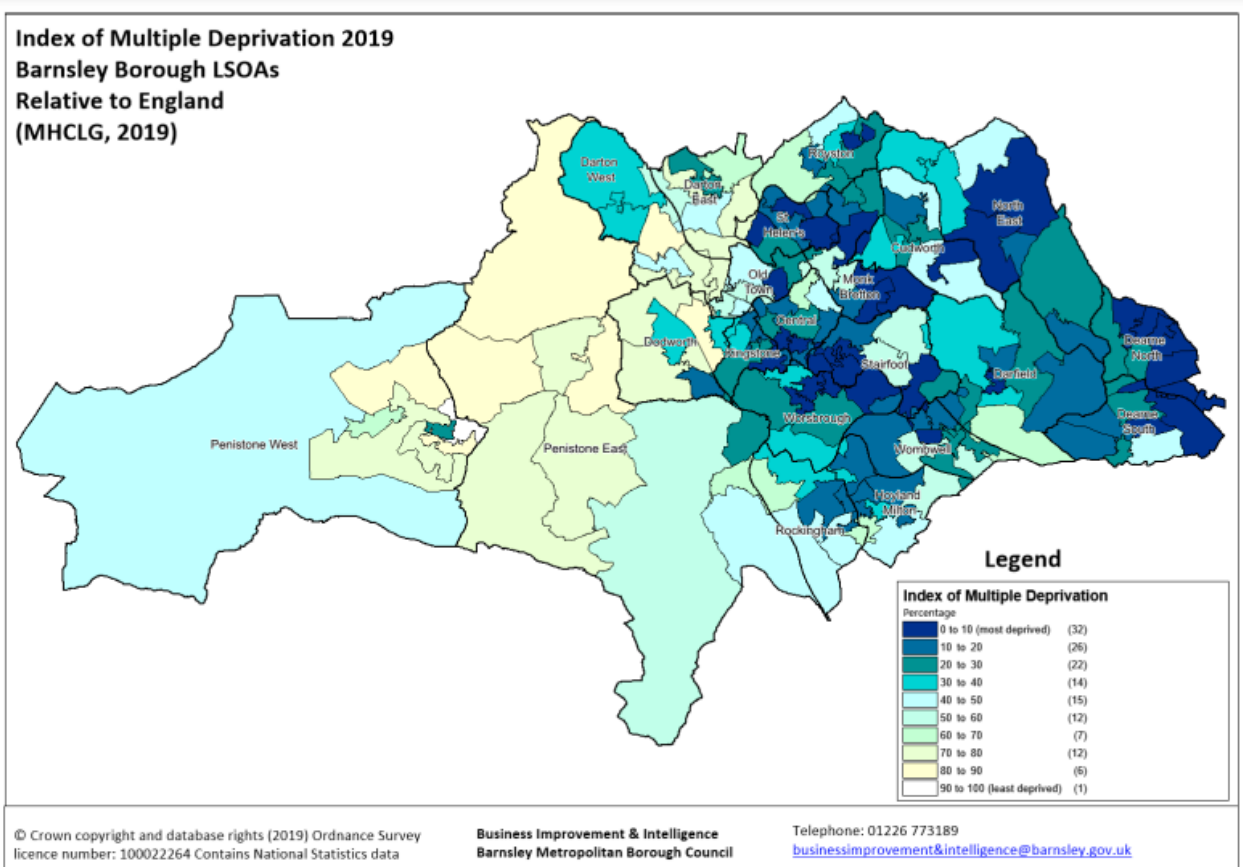 Index of Multiple Deprivation 2019
Barnsley Borough LSOAs
Relative to England
(MHCLG, 2019)
Darton
West
Darton
East
Royston
North
East
St
Helen's
Cudworth
Old
Town
Monk
Bretton
Central
Dodworth
Kingstone
Stairfoot
Dearne
North
Darfield
Dearne
South
Worsbrough
Penistone West
Penistone East
Wombwell
Hoyland
Milton
Rockingham
Legend
Index of Multiple Deprivation
Percentage
0 to 10 (most deprived) (32)
10 to 20 (26)
20 to 30 (22)
30 to 40 (14)
40 to 50 (15)
50 to 60 (12)
60 to 70 (7)
70 to 80 (12)
80 to 90 (6)
90 to 100 (least deprived) (1)
© Crown copyright and database rights (2019) Ordnance Survey
licence number: 100022264 Contains National Statistics data
Business Improvement & Intelligence
Barnsley Metropolitan Borough Council
Telephone: 01226 773189
businessimprovement&intelligence@barnsley.gov.uk